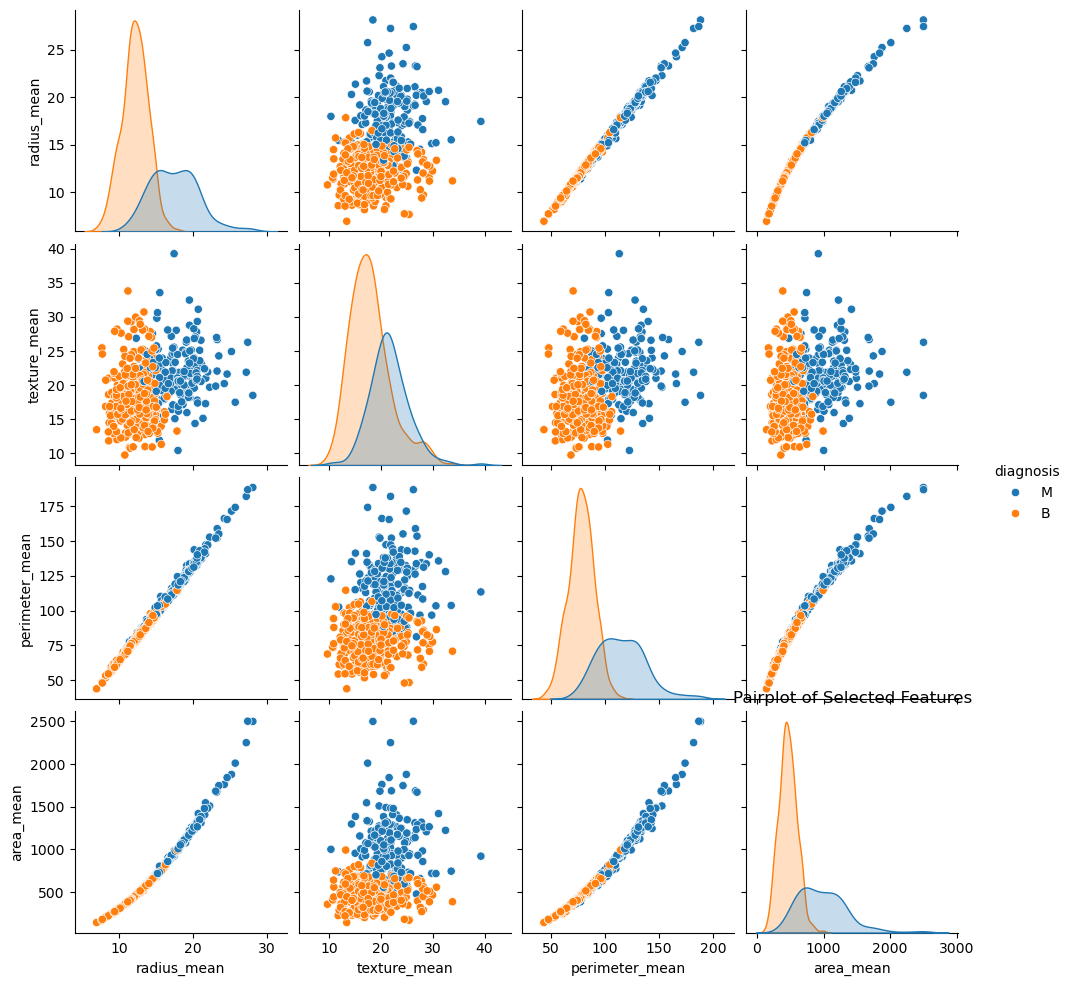 radius_mean
25
20
15
10
texture_mean
40
35
30
25
20
15
10
diagnosis
M
B
perimeter_mean
175
150
125
100
75
50
Pairplot of Selected Features
area_mean
2500
2000
1500
1000
500
10 20 30
20 30 40
10
50 100 150 200
0 1000 2000 3000
radius_mean
texture_mean
perimeter_mean
area_mean